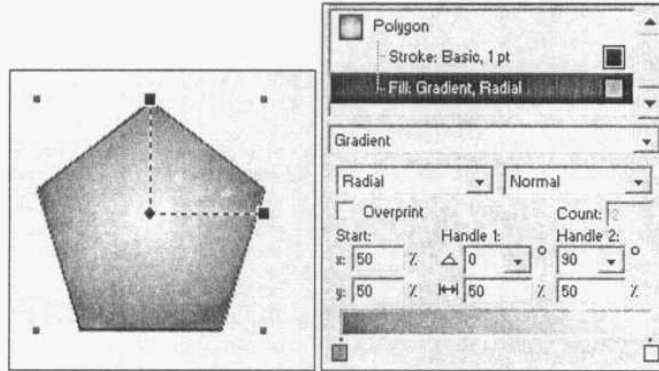 Polygon
Stroke: Basic, 1 pt
Fill: Gradient, Radial
Gradient
Radial Normal
Overprint Count: 2
Start: Handle 1: Handle 2:
x: 50 % 0 ° 90 °
y: 50 % 50 % 50 %